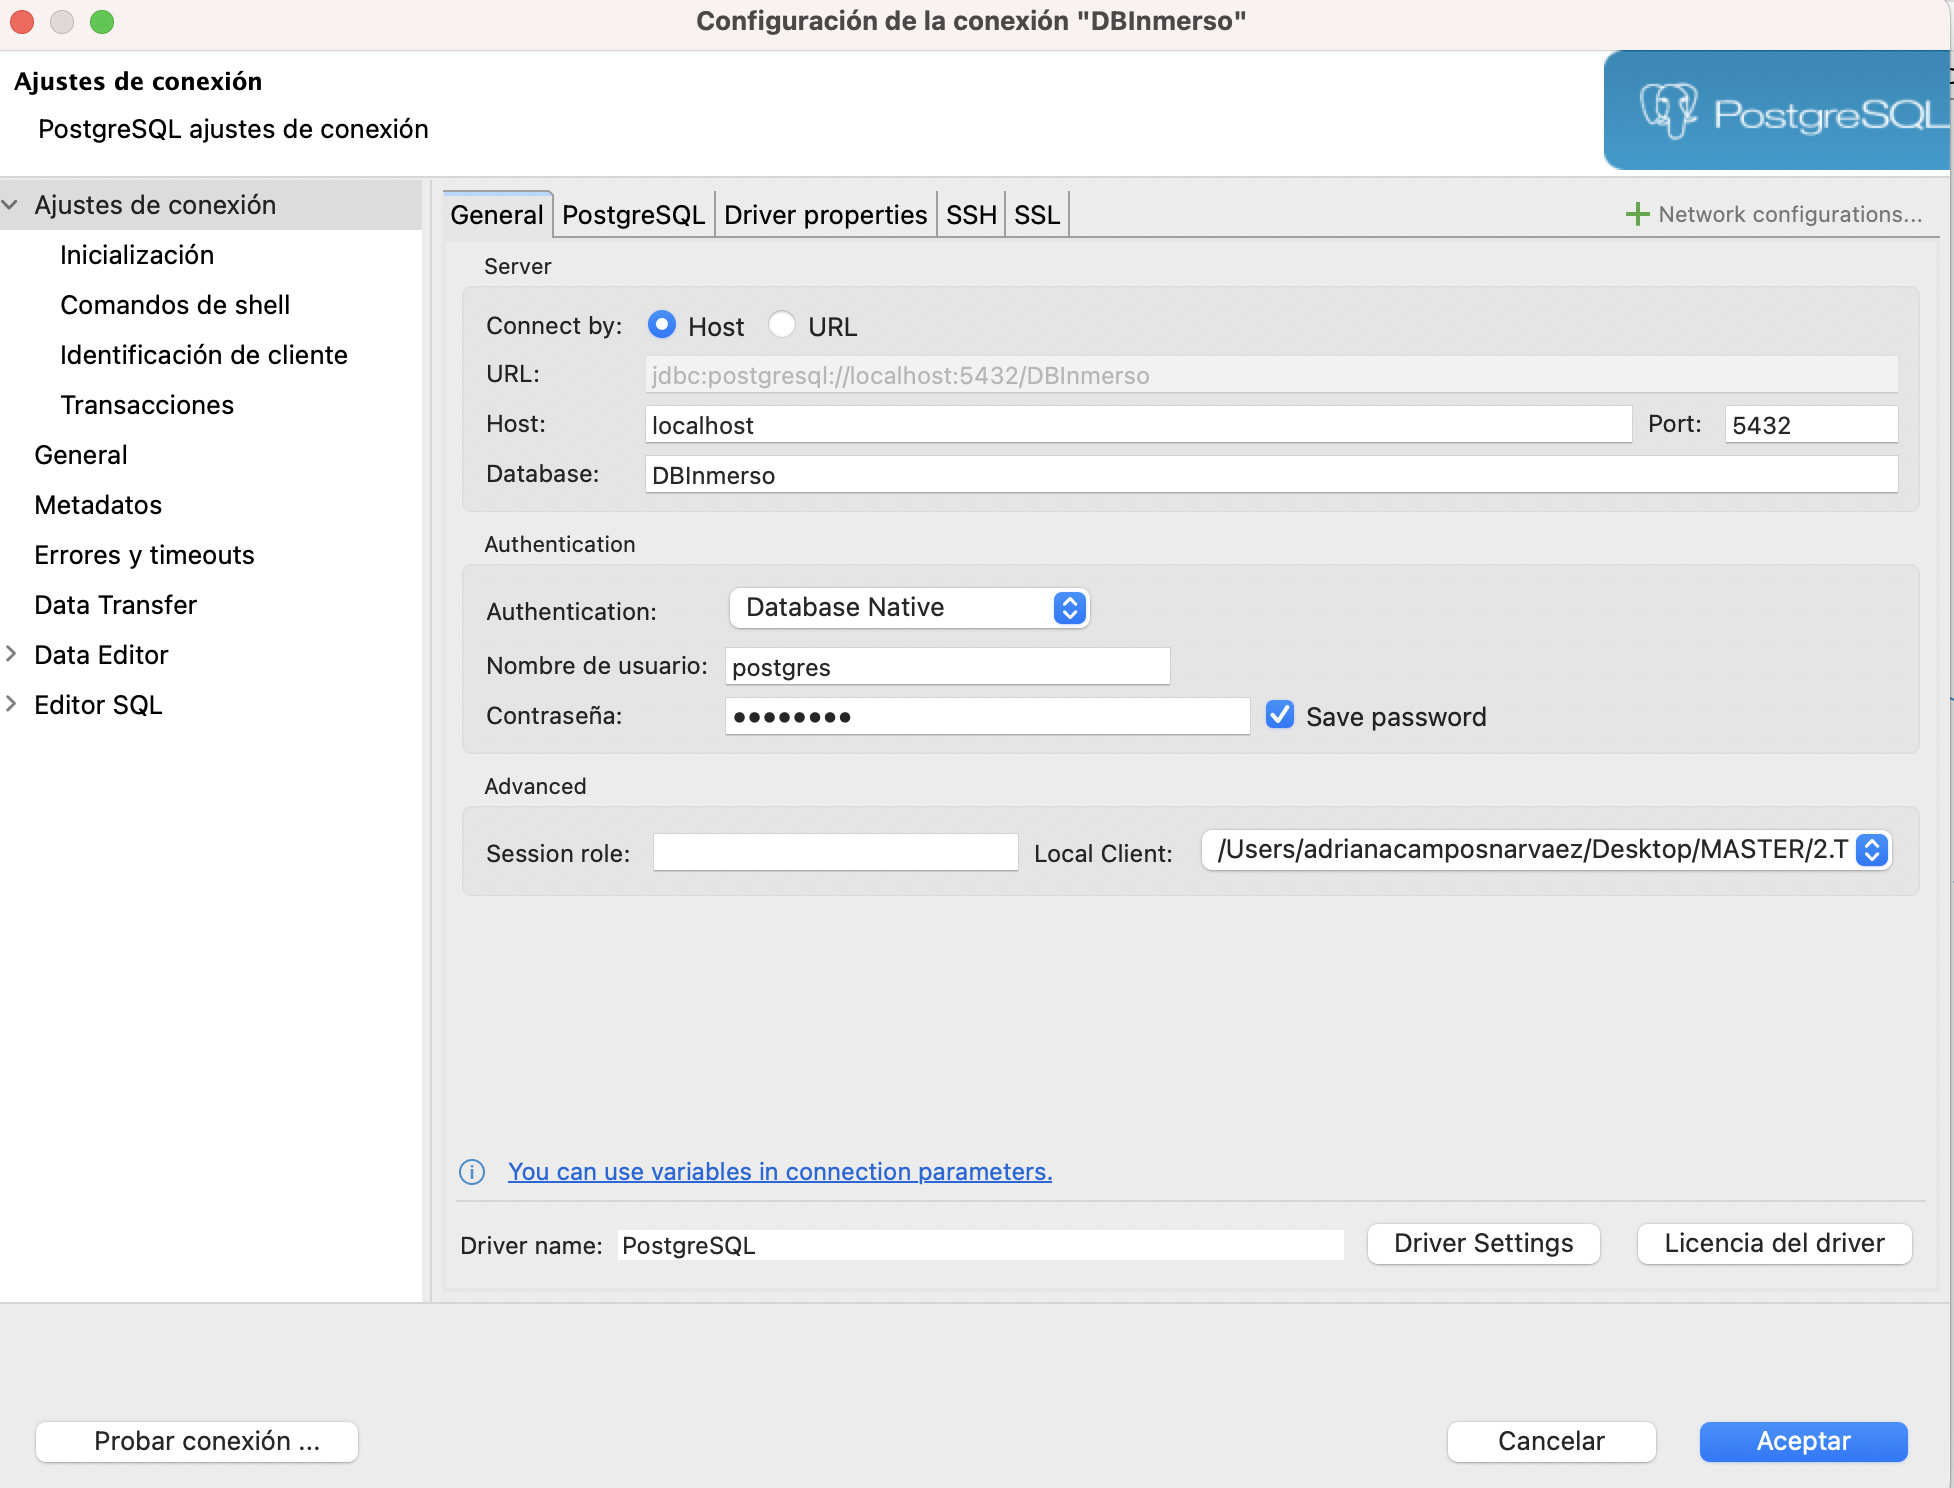 Configuración de la conexión "DBInmerso"
Ajustes de conexión
PostgreSQL ajustes de conexión
PostgreSQL
Ajustes de conexión
Inicialización
Comandos de shell
Identificación de cliente
Transacciones
General
Metadatos
Errores y timeouts
Data Transfer
Data Editor
Editor SQL
General PostgreSQL Driver properties SSH SSL Network configurations...
Server
Connect by: Host URL
URL: jdbc:postgresql://localhost:5432/DBInmerso
Host: localhost Port: 5432
Database: DBInmerso
Authentication
Authentication: Database Native
Nombre de usuario: postgres
Contraseña: •••••••• Save password
Advanced
Session role: Local Client: /Users/adrianacamposnarvaez/Desktop/MASTER/2.T
You can use variables in connection parameters.
Driver name: PostgreSQL Driver Settings Licencia del driver
Probar conexión ... Cancelar Aceptar